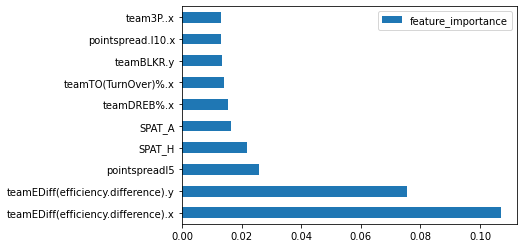 team3P..x
pointspread.l10.x
teamBLKR.y
teamTO(TurnOver)%.x
teamDREB%.x
SPAT_A
SPAT_H
pointspreadl5
teamEDiff(efficiency.difference).y
teamEDiff(efficiency.difference).x
feature_importance
0.00 0.02 0.04 0.06 0.08 0.10